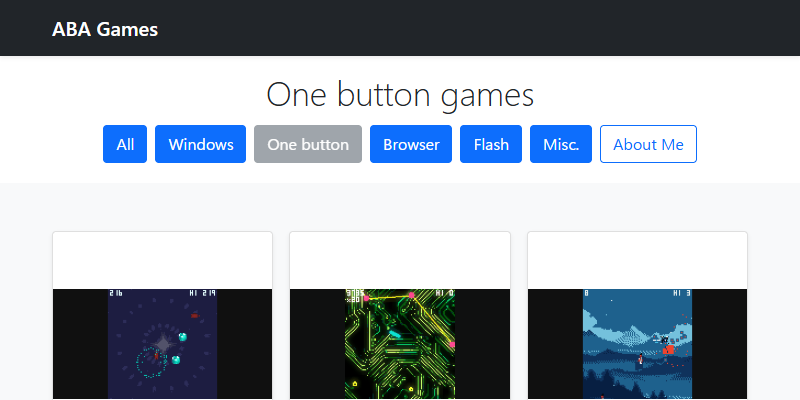 ABA Games
One button games
All Windows One button Browser Flash Misc. About Me
216 HI 219
HI 0
8 HI 3